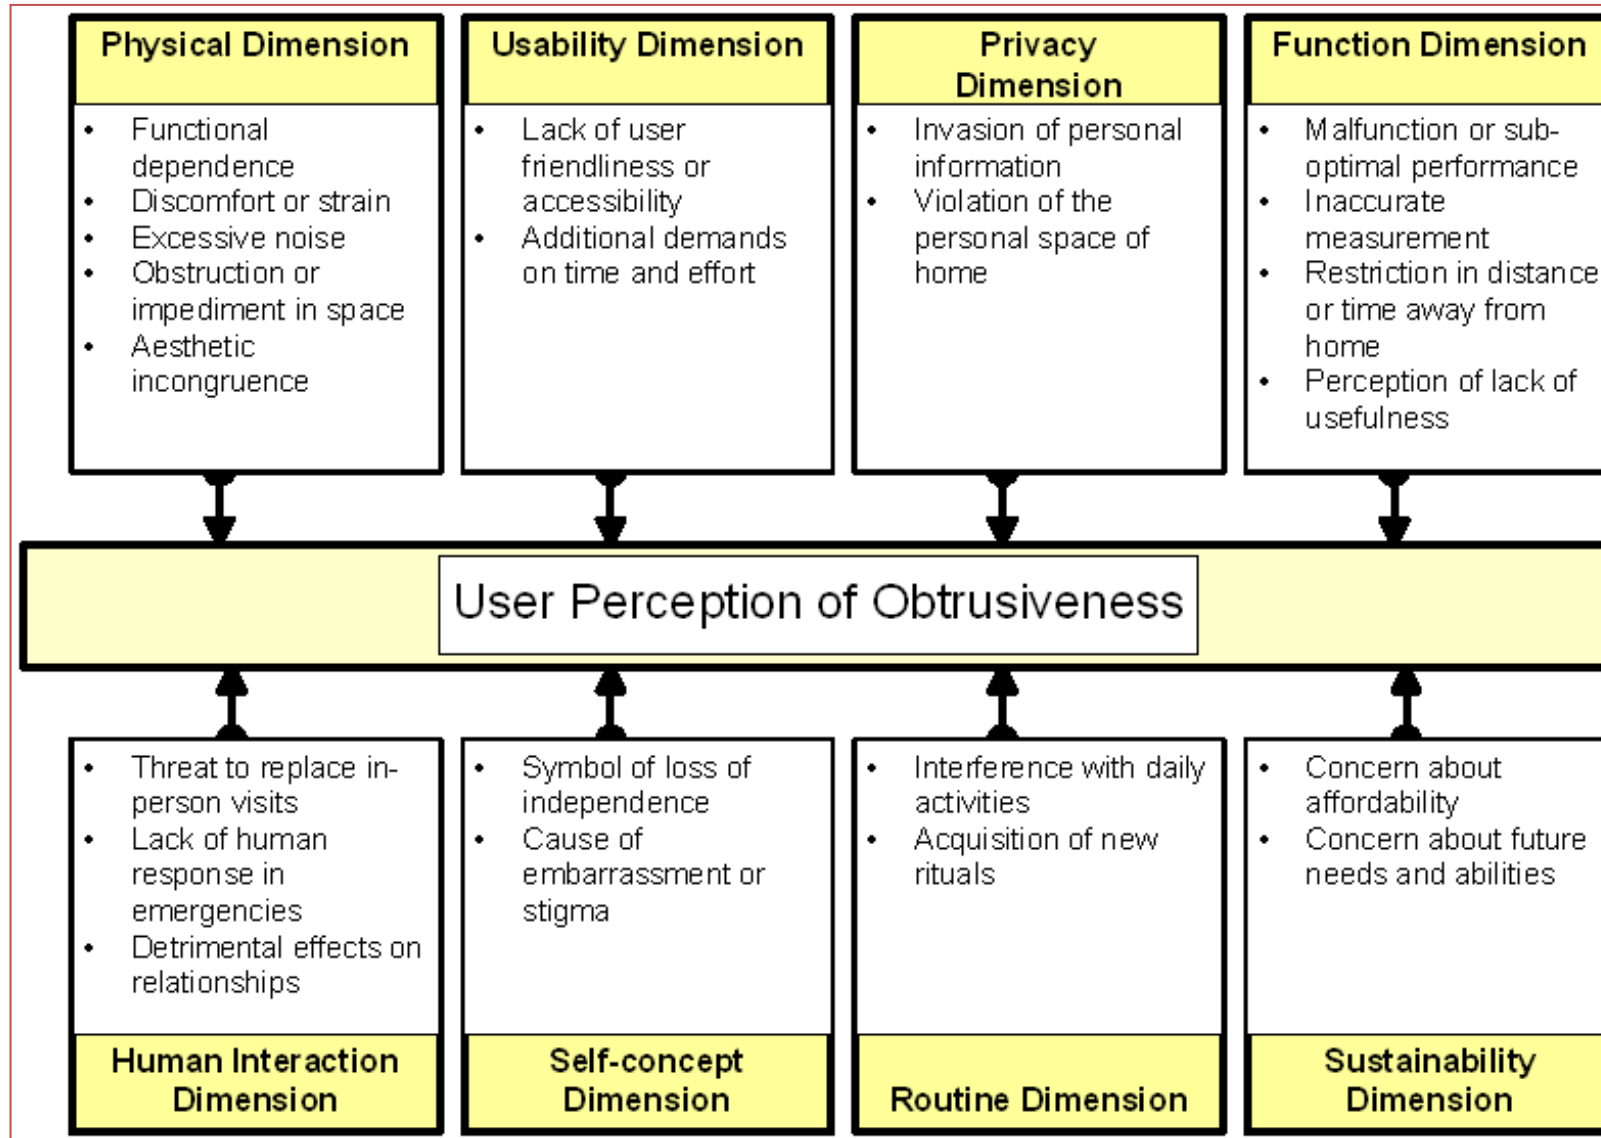 Physical Dimension
• Functional
dependence
• Discomfort or strain
• Excessive noise
• Obstruction or
impediment in space
• Aesthetic
incongruence
Usability Dimension
• Lack of user
friendliness or
accessibility
• Additional demands
on time and effort
Privacy
Dimension
• Invasion of personal
information
• Violation of the
personal space of
home
Function Dimension
• Malfunction or sub-
optimal performance
• Inaccurate
measurement
• Restriction in distance
or time away from
home
• Perception of lack of
usefulness
User Perception of Obtrusiveness
• Threat to replace in-
person visits
• Lack of human
response in
emergencies
• Detrimental effects on
relationships
Human Interaction
Dimension
• Symbol of loss of
independence
• Cause of
embarrassment or
stigma
Self-concept
Dimension
• Interference with daily
activities
• Acquisition of new
rituals
Routine Dimension
• Concern about
affordability
• Concern about future
needs and abilities
Sustainability
Dimension